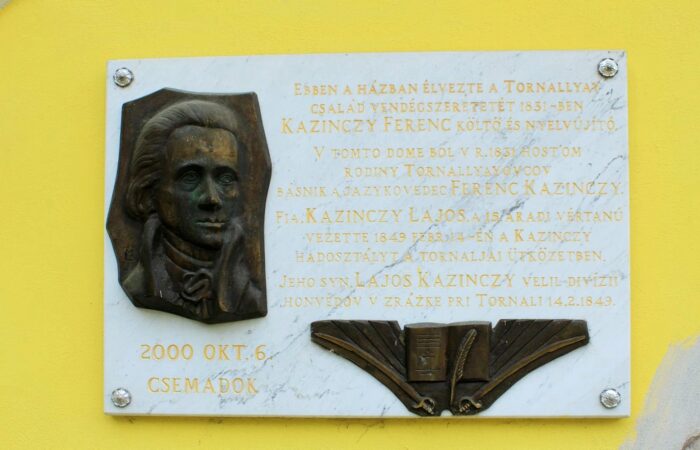 EBBEN A HÁZBAN ÉLVEZTE A TORNALLYAY
CSALÁD VENDÉGSZERETETÉT 1831-BEN
KAZINCZY FERENC KÖLTŐ ÉS NYELVÚJÍTÓ.
V TOMTO DOME BOL V R.1831 HOSŤOM
RODINY TORNALLYAYOVCOV
BÁSNIK A JAZYKOVEDEC FERENC KAZINCZY.
FIA, KAZINCZY LAJOS, A 15. ARADI VÉRTANÚ
VEZETTE 1849 FEBR. 14-ÉN A KAZINCZY
HADOSZTÁLYT A TORNALJAI ÜTKÖZETBEN.
JEHO SYN, LAJOS KAZINCZY VELIL DIVÍZII
HONVÉDOV V ZRÁZKE PRI TORNALI 14.2.1849.
2000 OKT. 6.
CSEMADOK